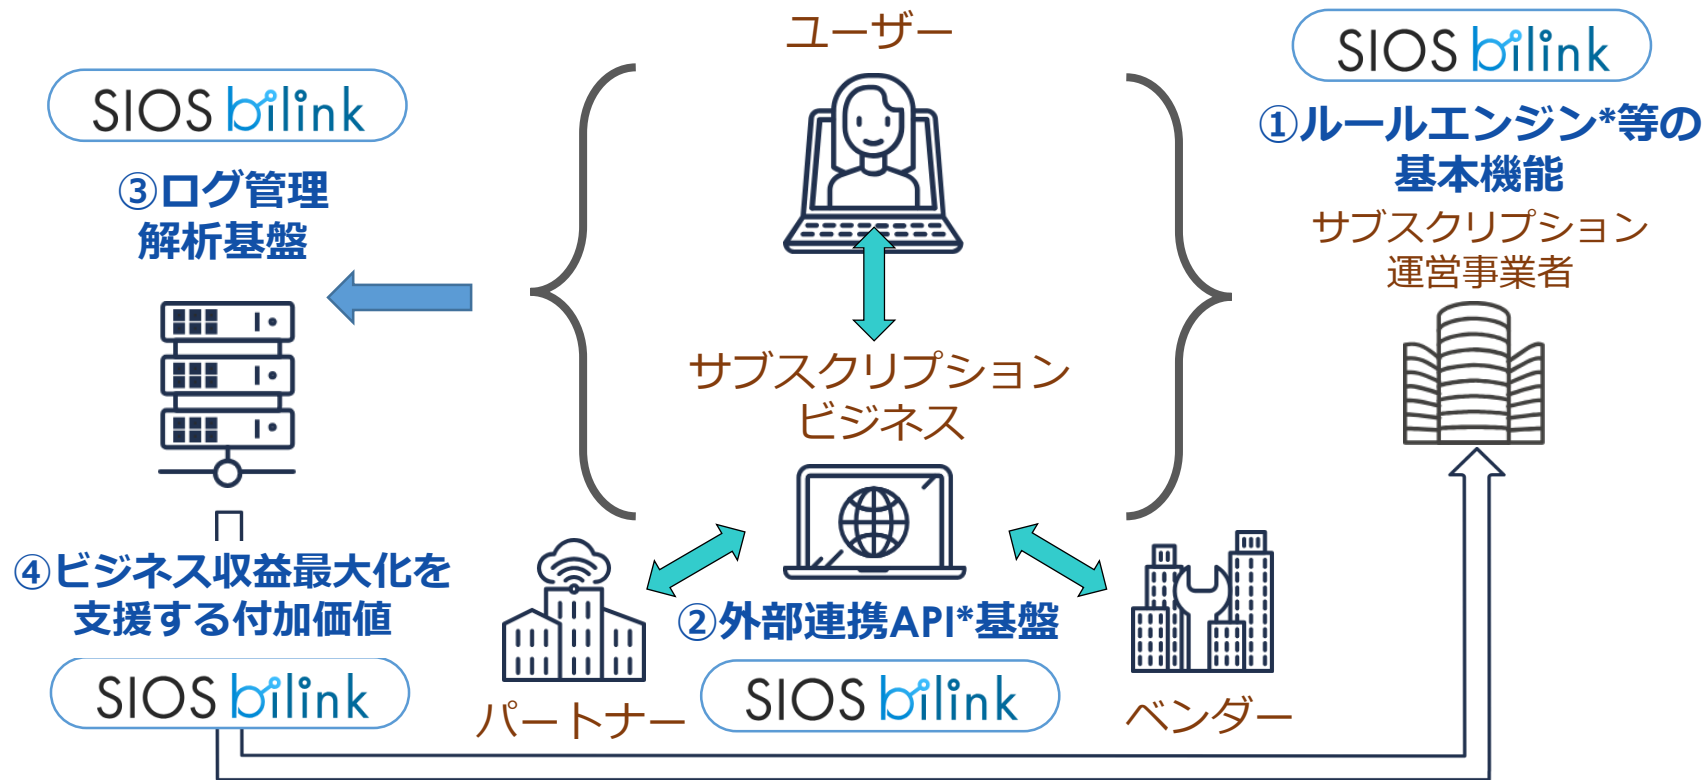 ユーザー
SIOS bilink
①ルールエンジン*等の
基本機能
サブスクリプション
運営事業者
SIOS bilink
③ログ管理
解析基盤
サブスクリプション
ビジネス
④ビジネス収益最大化を
支援する付加価値
SIOS bilink
パートナー
②外部連携API*基盤
SIOS bilink
ベンダー